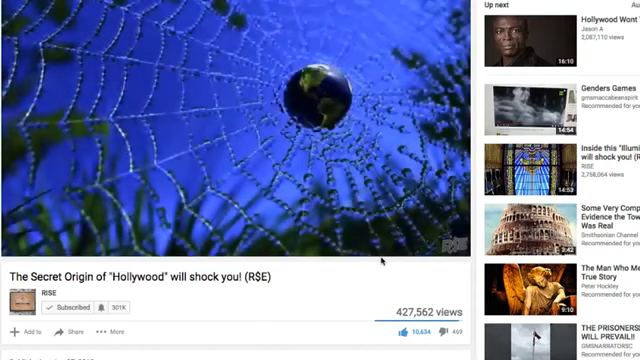 R$E
The Secret Origin of "Hollywood" will shock you! (R$E)
RISE
Subscribed 301K
427,562 views
Add to Share More
10,634 469
Up next
Au
Hollywood Wont
Jason A
2,087,110 views
16:10
Genders Games
gmsmaccabeanspirit
Recommended for you
14:54
Inside this "Illumi
will shock you! (R
RISE
2,758,064 views
14:53
Some Very Comp
Evidence the Tow
Was Real
Smithsonian Channel
Recommended for you
2:42
The Man Who Me
True Story
Peter Hockley
Recommended for you
9:10
THE PRISONERS
WILL PREVAIL!!
GMSNARRATORSC
Recommended for you